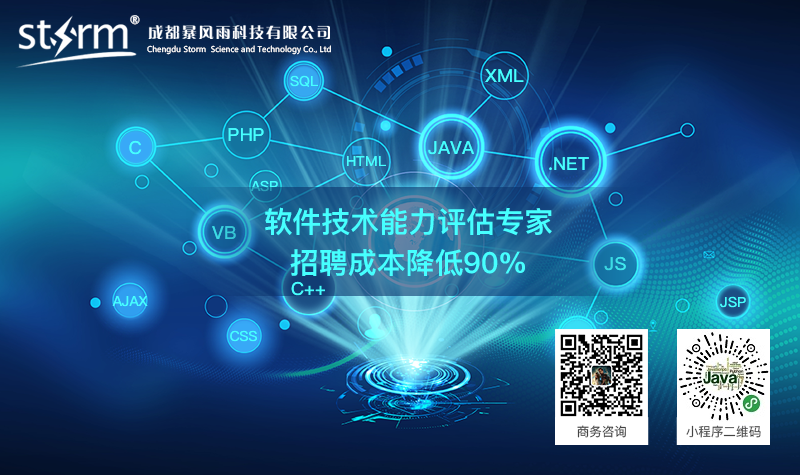 storm®
成都暴风雨科技有限公司
Chengdu Storm Science and Technology Co., Ltd
SQL
XML
PHP
C
JAVA
HTML
.NET
ASP
VB
软件技术能力评估专家
招聘成本降低90%
JS
C++
AJAX
JSP
CSS
Java
商务咨询
小程序二维码